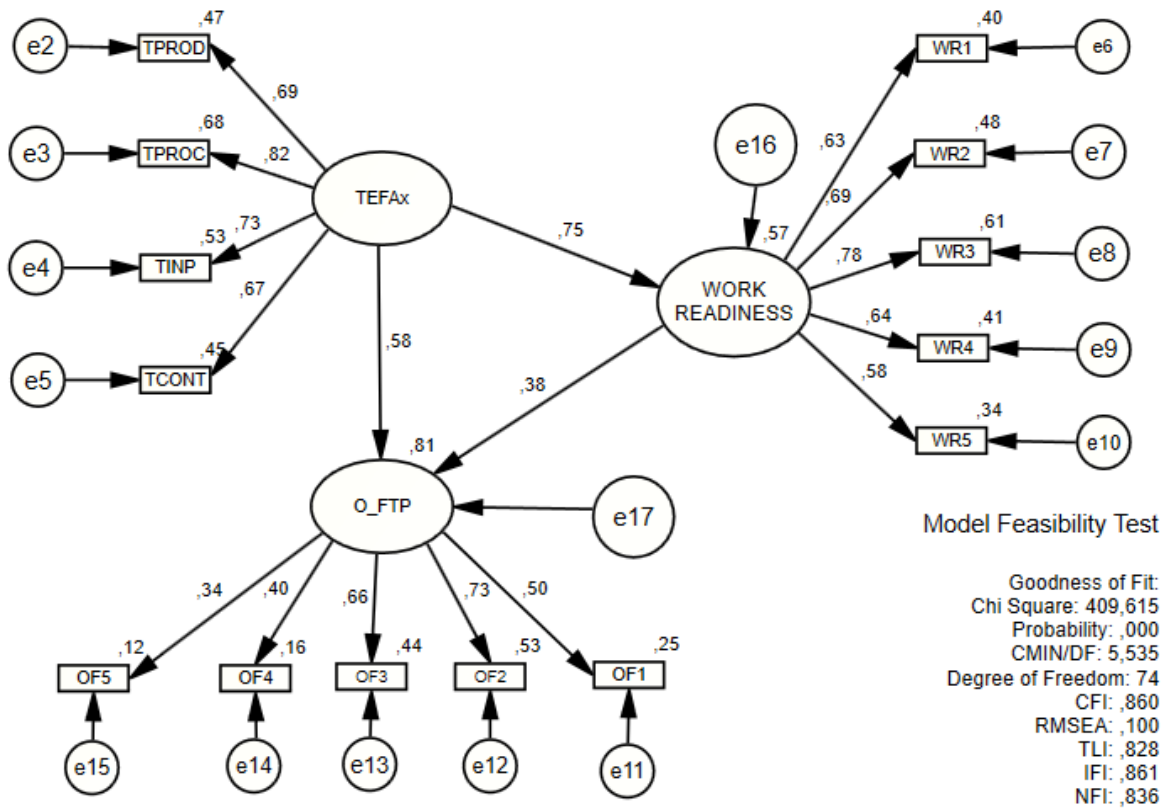 ,47
,40
e2
TPROD
WR1
e6
,69
,68
,48
e3
TPROC
,82
e16
,63
WR2
e7
TEFAx
,69
,53
,73
,75
,57
,61
e4
TINP
,78
WR3
e8
,67
WORK
READINESS
,64
,41
,45
,58
WR4
e9
e5
TCONT
,38
,58
,34
WR5
e10
,81
O_FTP
e17
Model Feasibility Test
,34
,40
,66
,73
,50
Goodness of Fit:
Chi Square: 409,615
Probability: ,000
CMIN/DF: 5,535
Degree of Freedom: 74
CFI: ,860
RMSEA: ,100
TLI: ,828
IFI: ,861
NFI: ,836
,12
,16
,44
,53
,25
OF5
OF4
OF3
OF2
OF1
e15
e14
e13
e12
e11